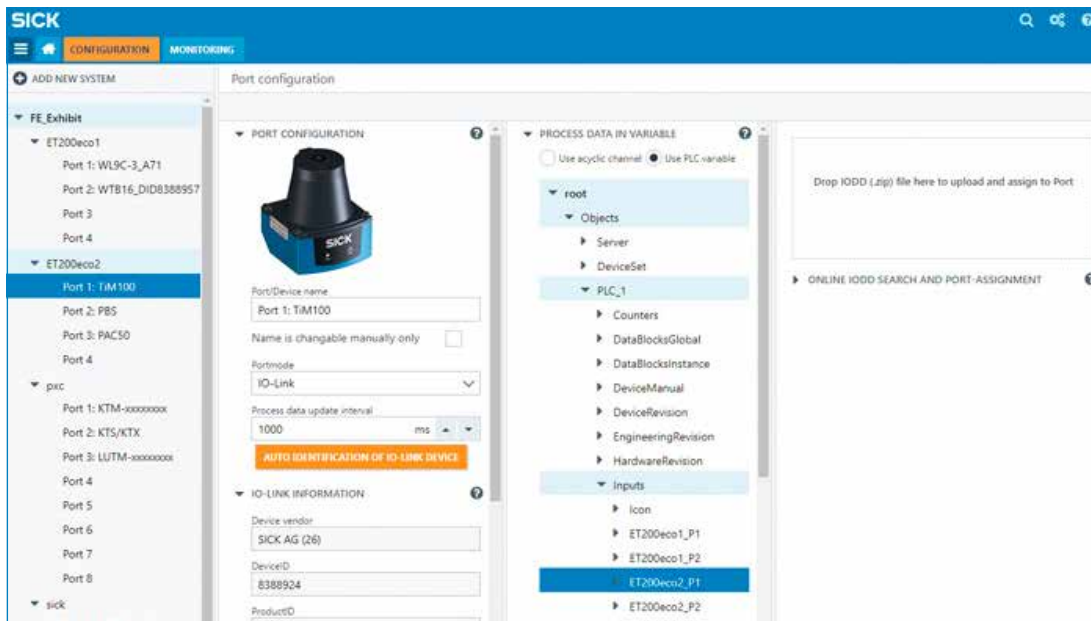 SICK
CONFIGURATION
MONITORING
ADD NEW SYSTEM
Port configuration
FE_Exhibit
ET200eco1
Port 1: WL9C-3_A71
Port 2: WTB16_DID8388957
Port 3
Port 4
ET200eco2
Port 1: TiM100
Port 2: PBS
Port 3: PAC50
Port 4
pxc
Port 1: KTM-xxxxxxxx
Port 2: KTS/KTX
Port 3: LUTM-xxxxxxxx
Port 4
Port 5
Port 6
Port 7
Port 8
sick
PORT CONFIGURATION
SICK
Port/Device name
Port 1: TiM100
Name is changable manually only
Portmode
IO-Link
Process data update interval
1000 ms
AUTO IDENTIFICATION OF IO-LINK DEVICE
IO-LINK INFORMATION
Device vendor
SICK AG (26)
DeviceID
8388924
ProductID
PROCESS DATA IN VARIABLE
Use acyclic channel Use PLC variable
root
Objects
Server
DeviceSet
PLC_1
Counters
DataBlocksGlobal
DataBlocksInstance
DeviceManual
DeviceRevision
EngineeringRevision
HardwareRevision
Inputs
Icon
ET200eco1_P1
ET200eco1_P2
ET200eco2_P1
ET200eco2_P2
Drop IODD (.zip) file here to upload and assign to Port
ONLINE IODD SEARCH AND PORT-ASSIGNMENT